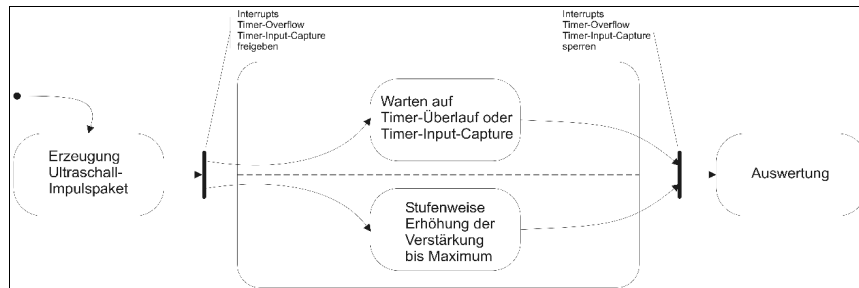 Interrupts
Timer-Overflow
Timer-Input-Capture
freigeben
Interrupts
Timer-Overflow
Timer-Input-Capture
sperren
Erzeugung
Ultraschall-
Impulspaket
Warten auf
Timer-Überlauf oder
Timer-Input-Capture
Stufenweise
Erhöhung der
Verstärkung
bis Maximum
Auswertung